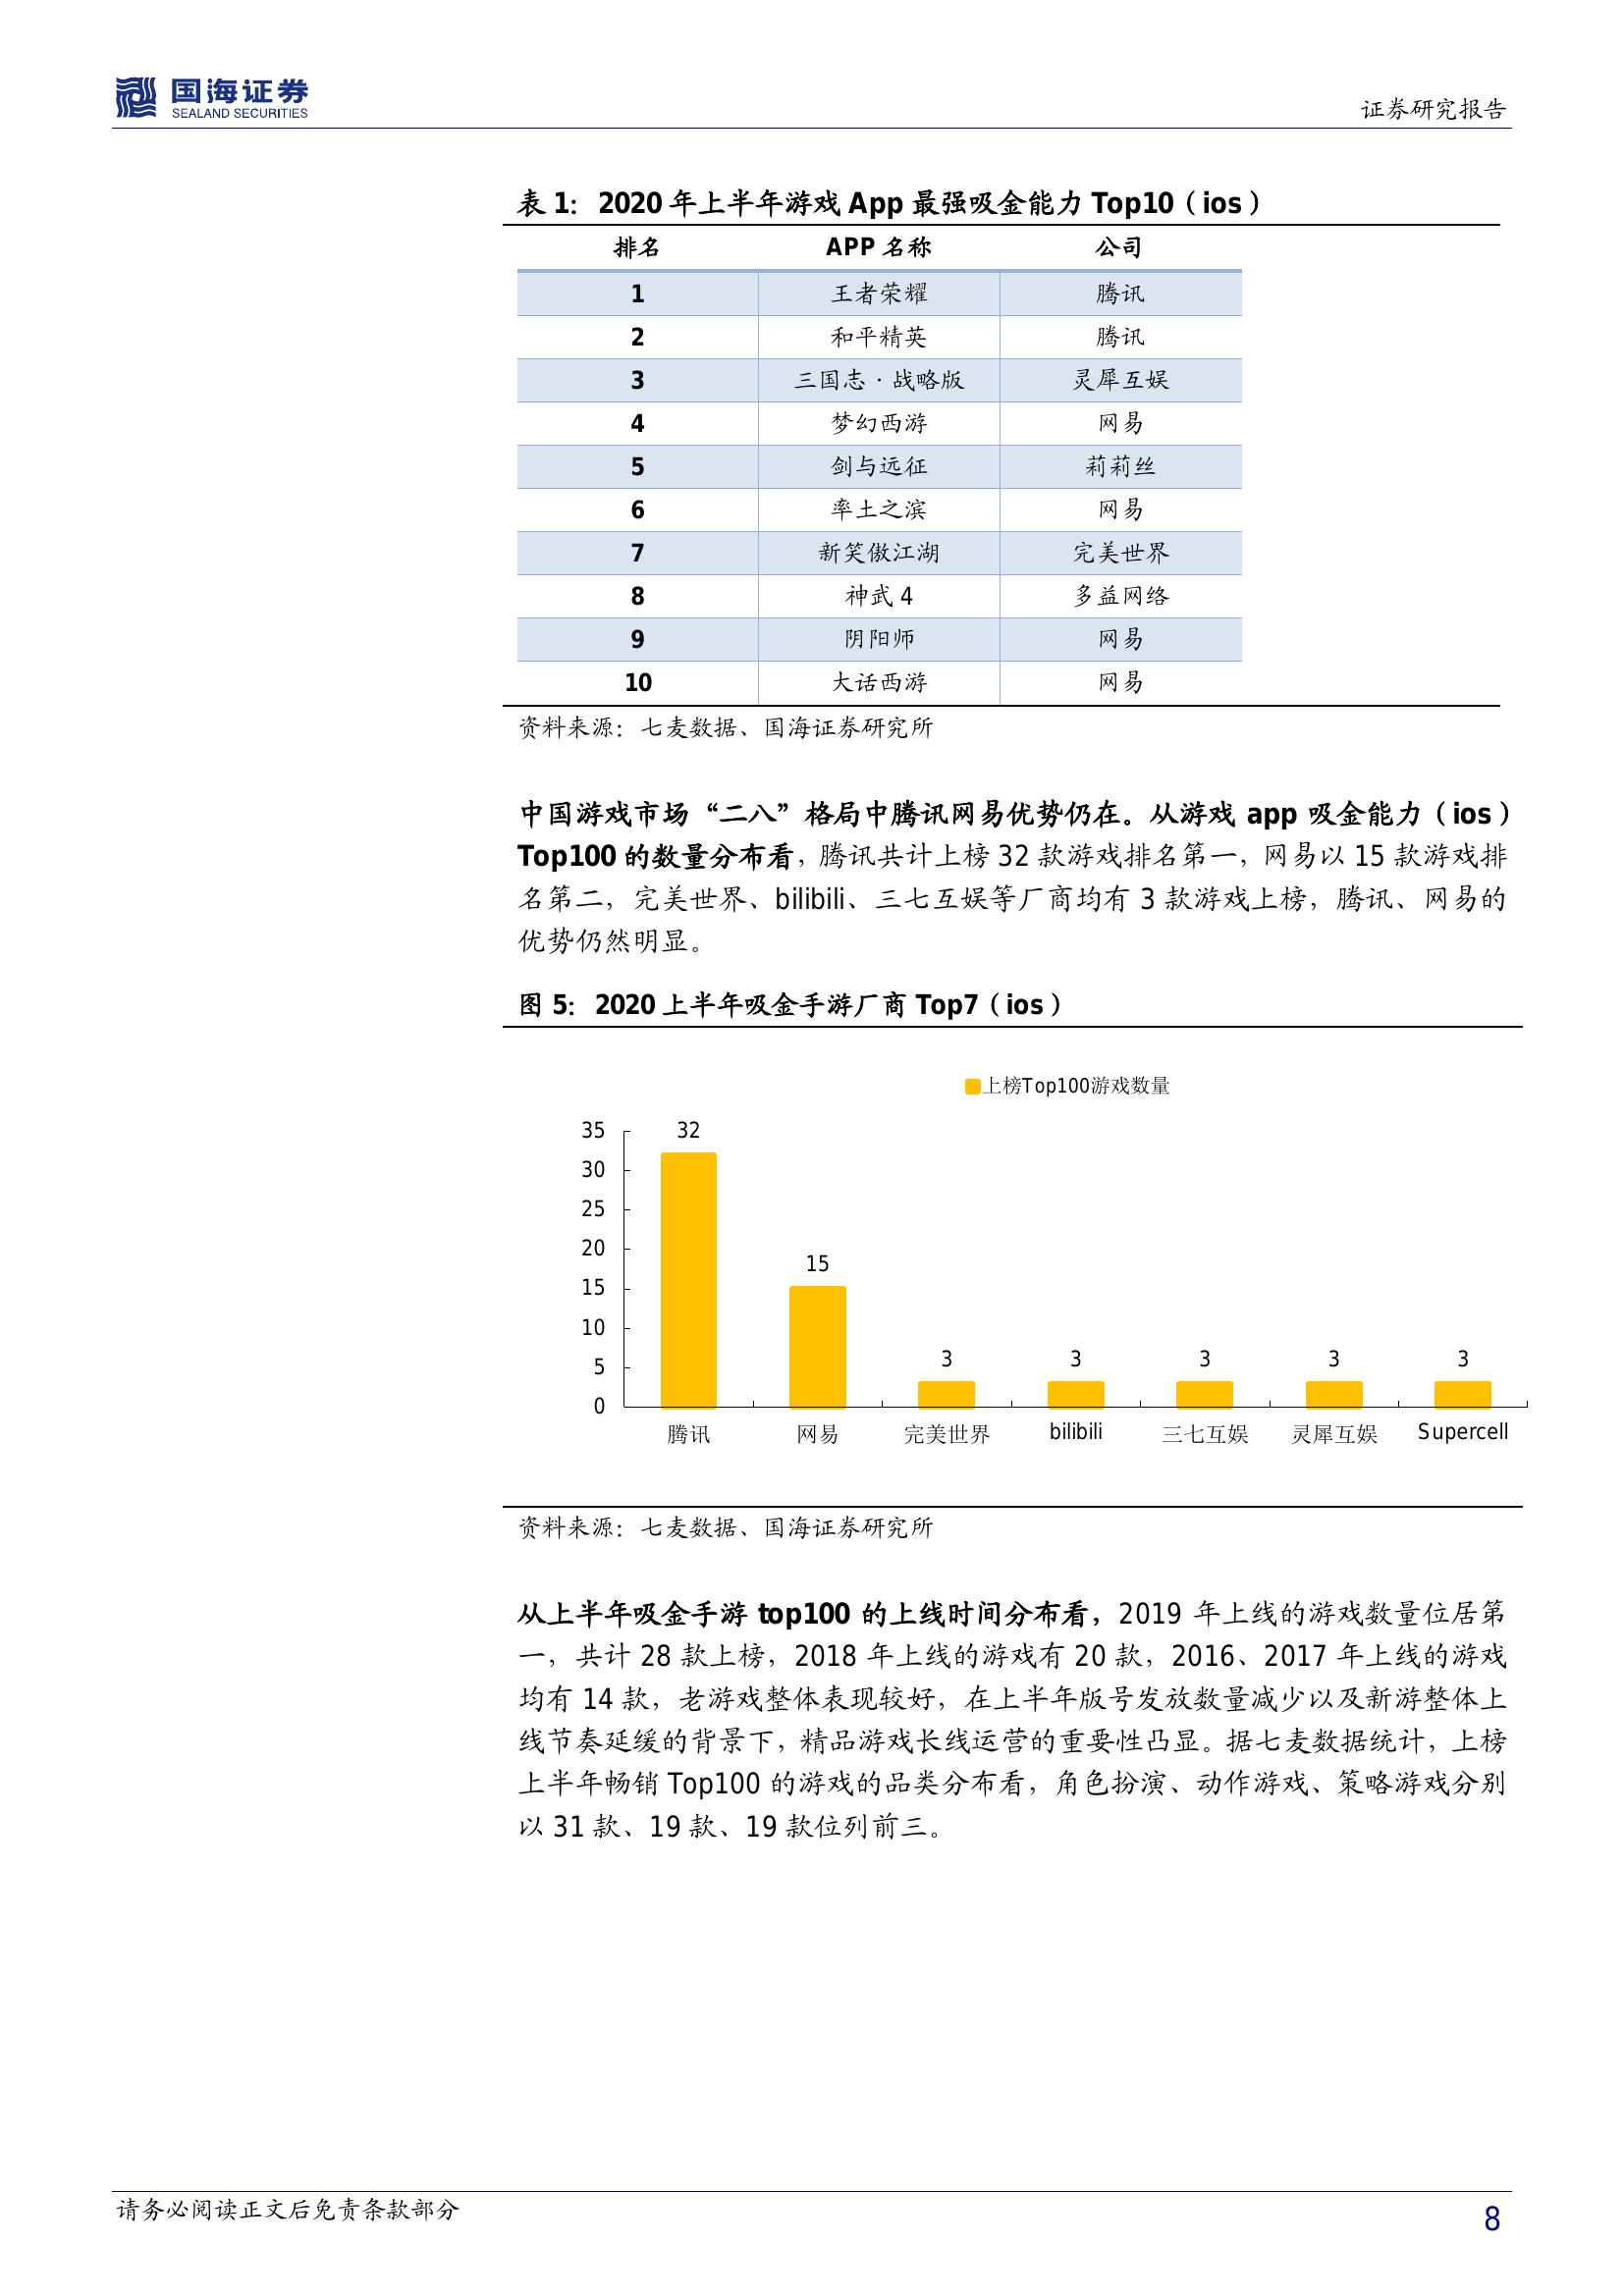 国海证券
SEALAND SECURITIES
证券研究报告
表 1：2020 年上半年游戏 App 最强吸金能力 Top10（ios）
排名 APP 名称 公司
1 王者荣耀 腾讯
2 和平精英 腾讯
3 三国志·战略版 灵犀互娱
4 梦幻西游 网易
5 剑与远征 莉莉丝
6 率土之滨 网易
7 新笑傲江湖 完美世界
8 神武 4 多益网络
9 阴阳师 网易
10 大话西游 网易
资料来源：七麦数据、国海证券研究所
中国游戏市场“二八”格局中腾讯网易优势仍在。从游戏 app 吸金能力（ios）
Top100 的数量分布看，腾讯共计上榜 32 款游戏排名第一，网易以 15 款游戏排
名第二，完美世界、bilibili、三七互娱等厂商均有 3 款游戏上榜，腾讯、网易的
优势仍然明显。
图 5：2020 上半年吸金手游厂商 Top7（ios）
上榜Top100游戏数量
35
30
25
20
15
10
5
0
32
15
3
3
3
3
3
腾讯 网易 完美世界 bilibili 三七互娱 灵犀互娱 Supercell
资料来源：七麦数据、国海证券研究所
从上半年吸金手游 top100 的上线时间分布看，2019 年上线的游戏数量位居第
一，共计 28 款上榜，2018 年上线的游戏有 20 款，2016、2017 年上线的游戏
均有 14 款，老游戏整体表现较好，在上半年版号发放数量减少以及新游整体上
线节奏延缓的背景下，精品游戏长线运营的重要性凸显。据七麦数据统计，上榜
上半年畅销 Top100 的游戏的品类分布看，角色扮演、动作游戏、策略游戏分别
以 31 款、19 款、19 款位列前三。
请务必阅读正文后免责条款部分
8